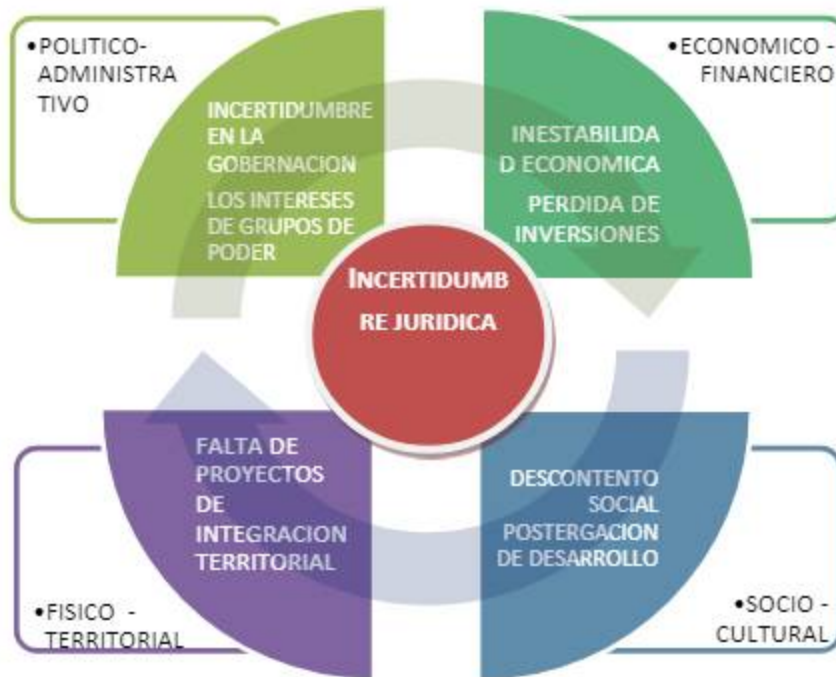 •POLITICO-
ADMINISTRA
TIVO
INCERTIDUMBRE
EN LA
GOBERNACION
LOS INTERESES
DE GRUPOS DE
PODER
•ECONOMICO -
FINANCIERO
INESTABILIDA
D ECONOMICA
PERDIDA DE
INVERSIONES
INCERTIDUMB
RE JURIDICA
FALTA DE
PROYECTOS
DE
INTEGRACION
TERRITORIAL
•FISICO -
TERRITORIAL
DESCONTENTO
SOCIAL
POSTERGACION
DE DESARROLLO
•SOCIO -
CULTURAL